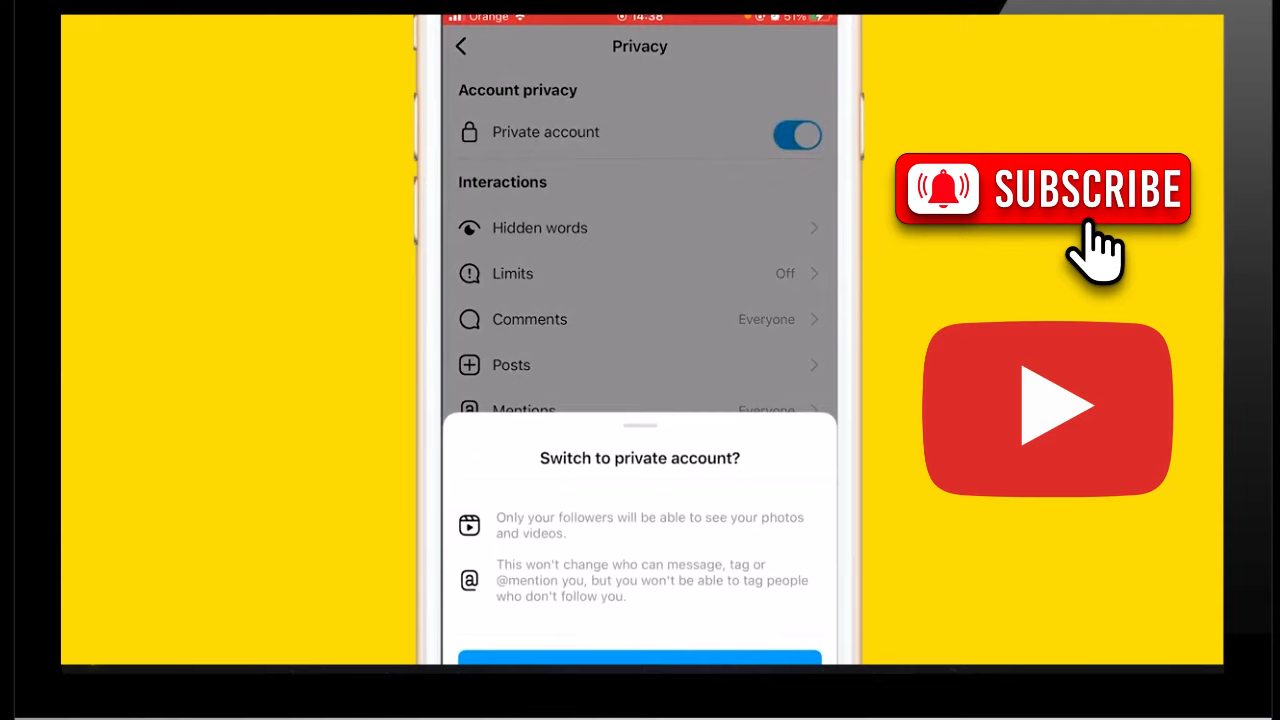 Orange 14:38 51%
Privacy
Account privacy
Private account
Interactions
Hidden words
Limits Off
Comments Everyone
Posts
Mentions Everyone
Switch to private account?
Only your followers will be able to see your photos
and videos.
This won't change who can message, tag or
@mention you, but you won't be able to tag people
who don't follow you.
SUBSCRIBE